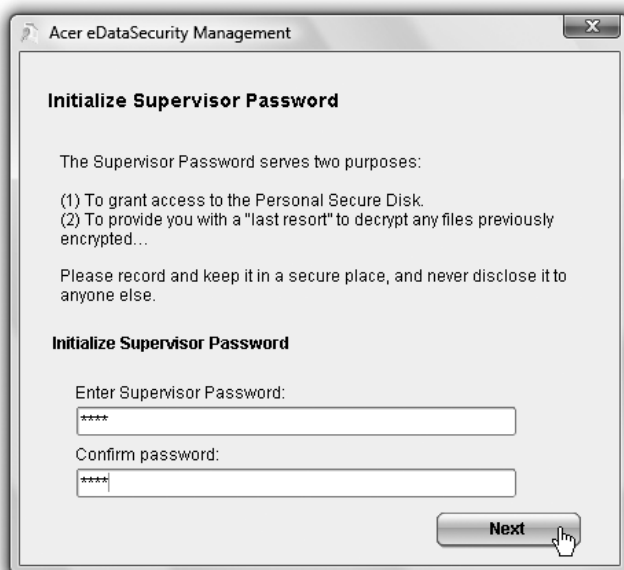 Acer eDataSecurity Management
Initialize Supervisor Password
The Supervisor Password serves two purposes:
(1) To grant access to the Personal Secure Disk.
(2) To provide you with a "last resort" to decrypt any files previously
encrypted...
Please record and keep it in a secure place, and never disclose it to
anyone else.
Initialize Supervisor Password
Enter Supervisor Password:
****
Confirm password:
****
Next